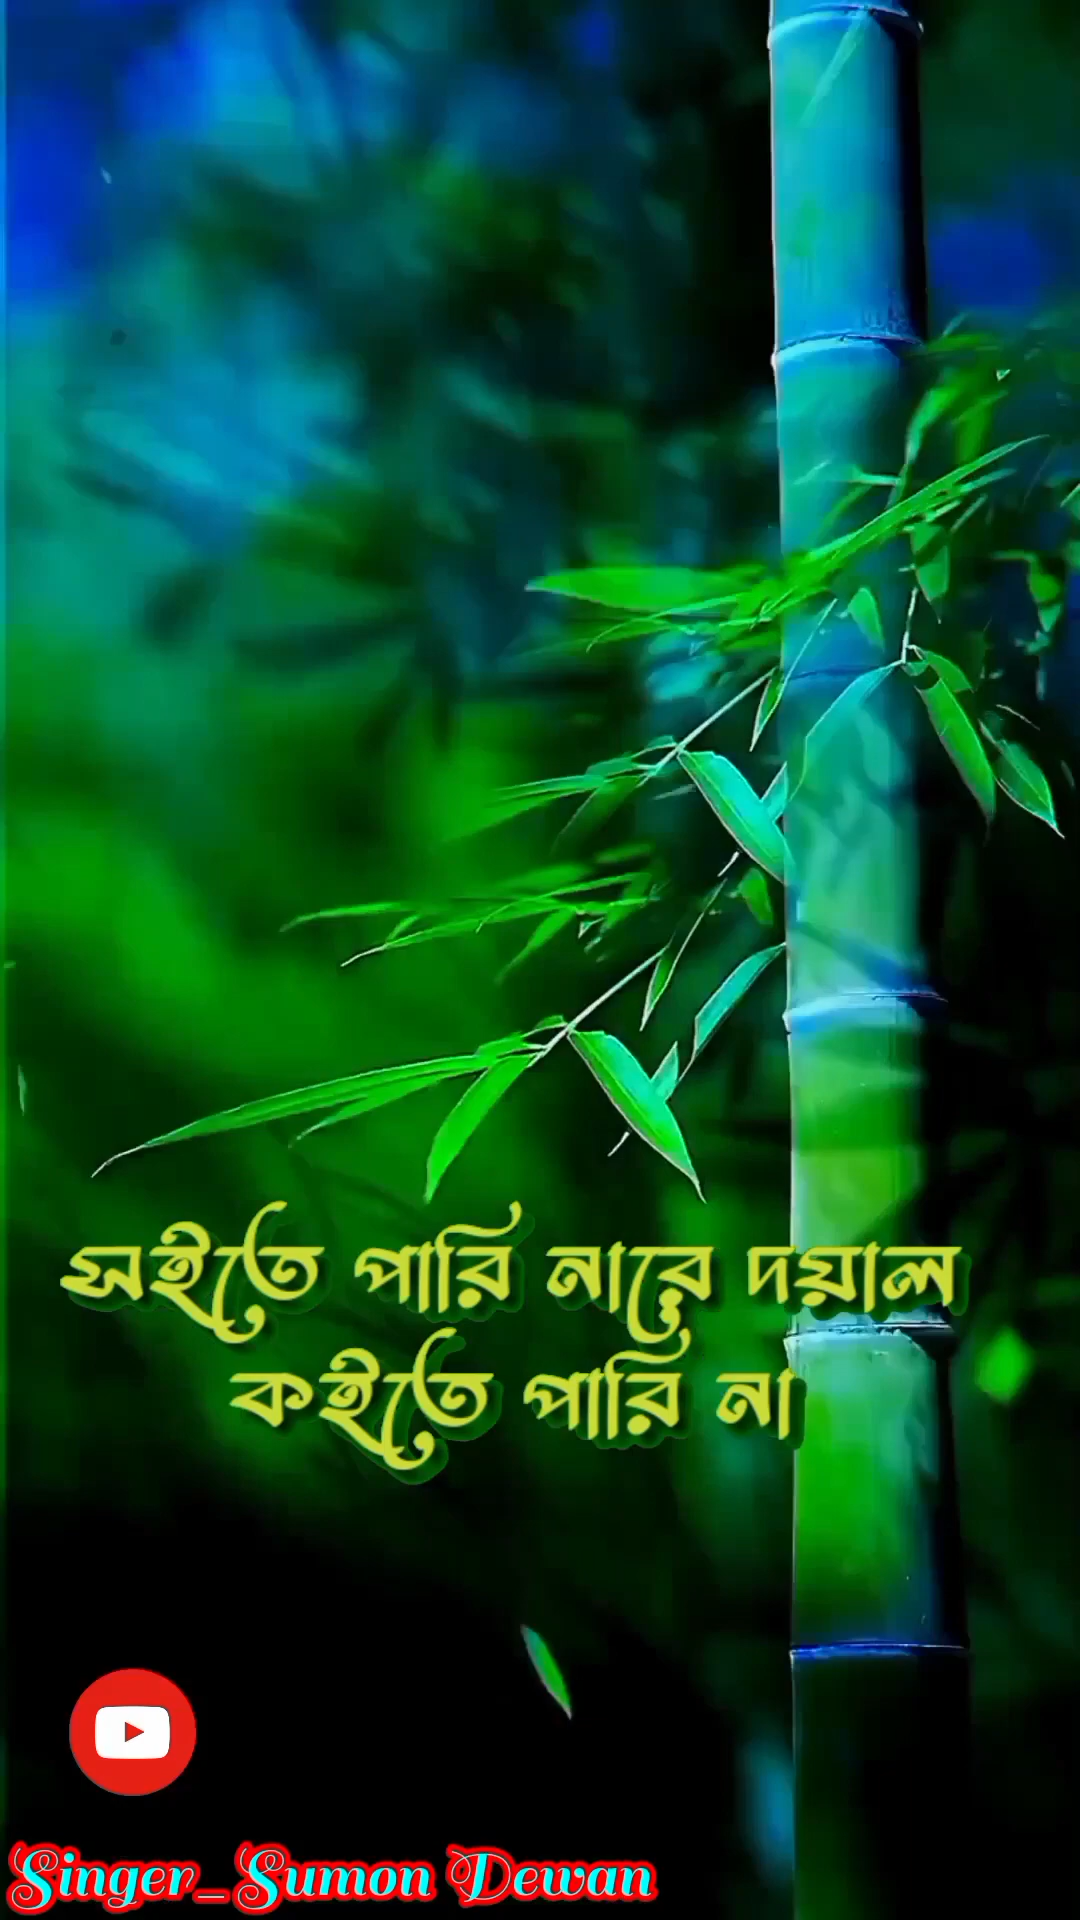 সইতে পারি নারে দয়াল
কইতে পারি না
Singer_Sumon Dewan